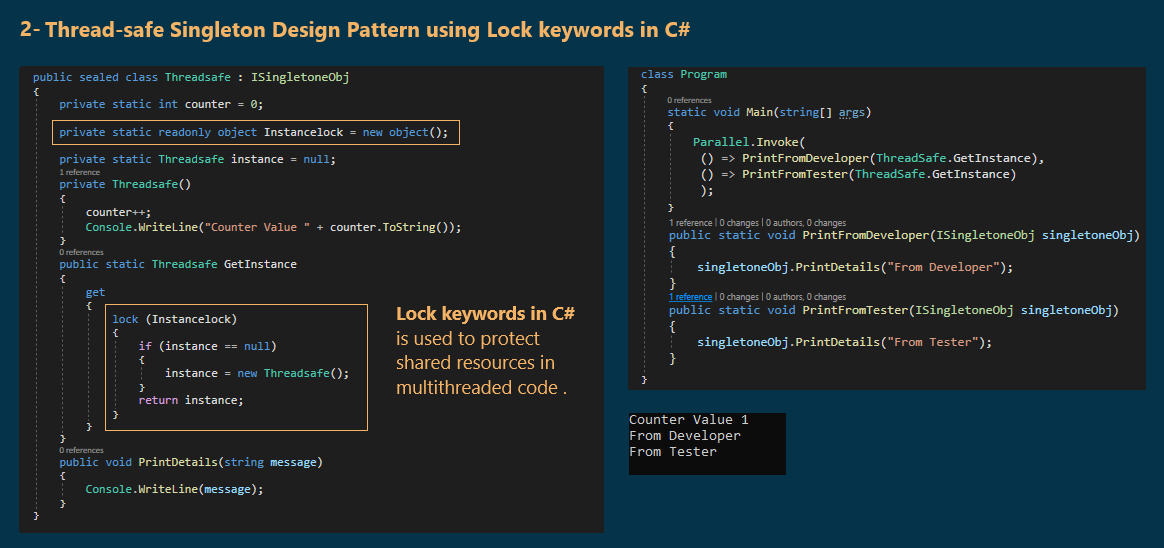 2- Thread-safe Singleton Design Pattern using Lock keywords in C#
public sealed class Threadsafe : ISingletoneObj
{
private static int counter = 0;
private static readonly object Instancelock = new object();
private static Threadsafe instance = null;
1 reference
private Threadsafe()
{
counter++;
Console.WriteLine("Counter Value " + counter.ToString());
}
0 references
public static Threadsafe GetInstance
{
get
{
lock (Instancelock)
{
if (instance == null)
{
instance = new Threadsafe();
}
return instance;
}
}
}
0 references
public void PrintDetails(string message)
{
Console.WriteLine(message);
}
}
Lock keywords in C#
is used to protect
shared resources in
multithreaded code .
class Program
{
0 references
static void Main(string[] args)
{
Parallel.Invoke(
() => PrintFromDeveloper(ThreadSafe.GetInstance),
() => PrintFromTester(ThreadSafe.GetInstance)
);
}
1 reference | 0 changes | 0 authors, 0 changes
public static void PrintFromDeveloper(ISingletoneObj singletoneObj)
{
singletoneObj.PrintDetails("From Developer");
}
1 reference | 0 changes | 0 authors, 0 changes
public static void PrintFromTester(ISingletoneObj singletoneObj)
{
singletoneObj.PrintDetails("From Tester");
}
}
Counter Value 1
From Developer
From Tester